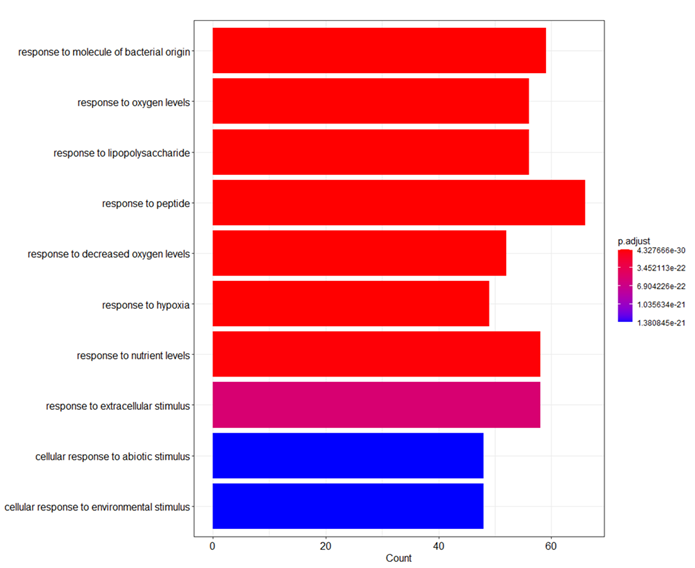 response to molecule of bacterial origin
response to oxygen levels
response to lipopolysaccharide
response to peptide
response to decreased oxygen levels
response to hypoxia
response to nutrient levels
response to extracellular stimulus
cellular response to abiotic stimulus
cellular response to environmental stimulus
0 20 40 60
Count
p.adjust
4.327666e-30
3.452113e-22
6.904226e-22
1.035634e-21
1.380845e-21